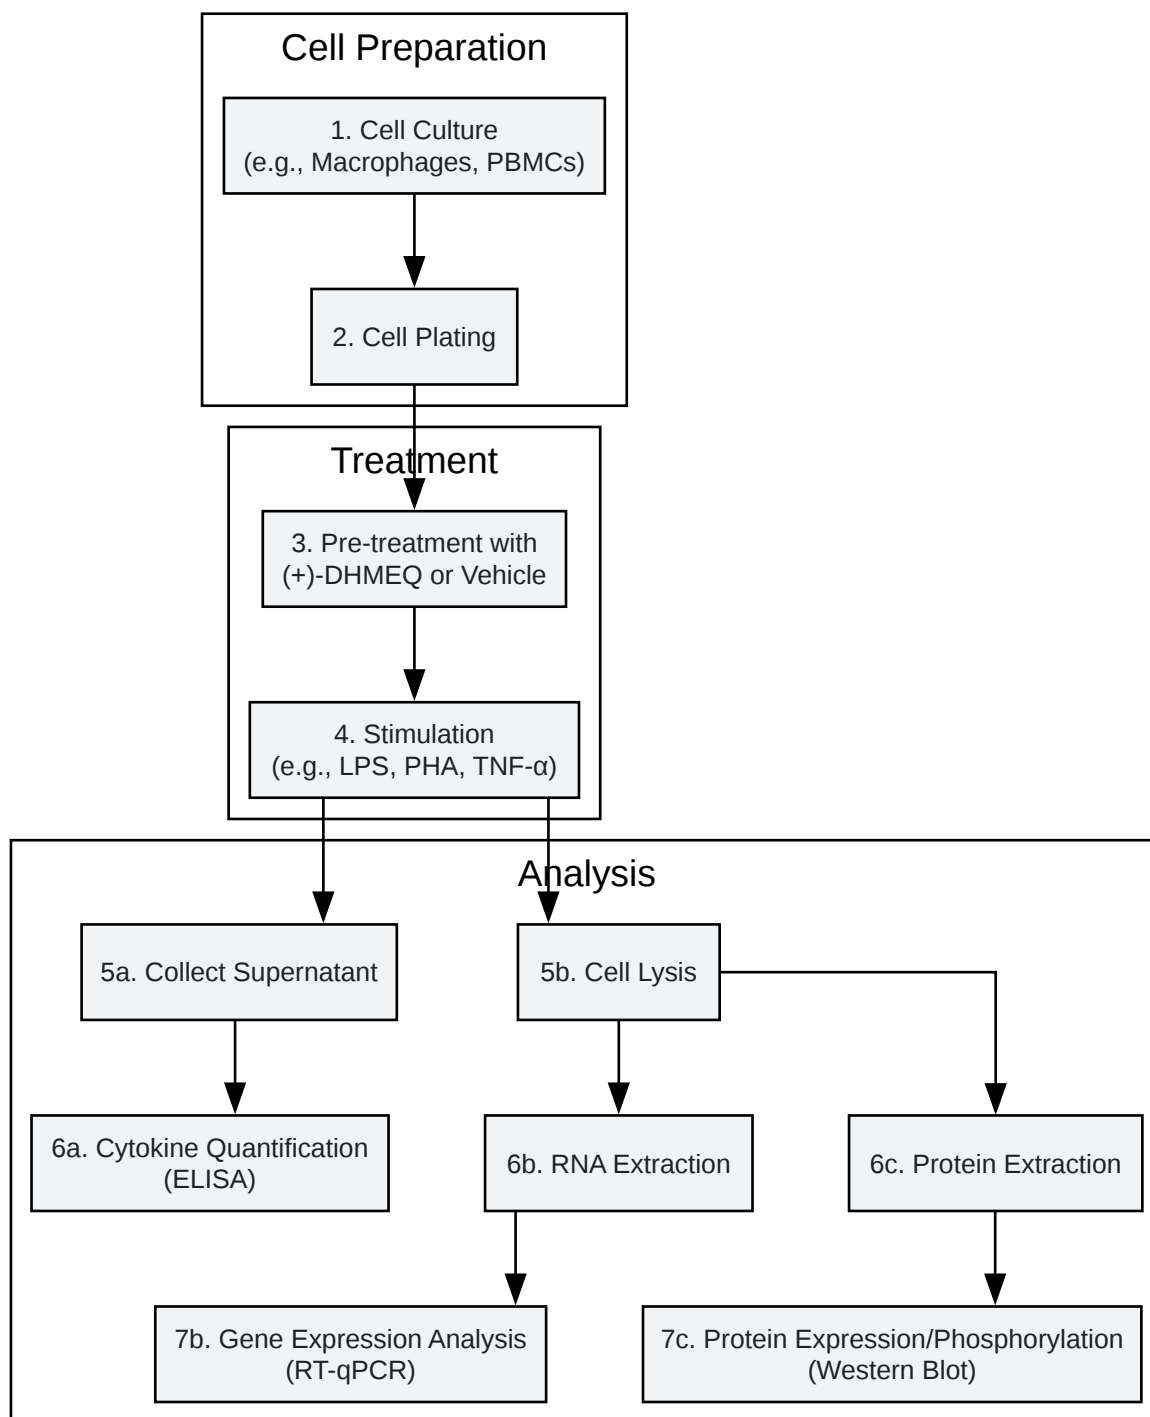 Cell Preparation
1. Cell Culture
(e.g., Macrophages, PBMCs)
2. Cell Plating
Treatment
3. Pre-treatment with
(+)-DHMEQ or Vehicle
4. Stimulation
(e.g., LPS, PHA, TNF-α)
Analysis
5a. Collect Supernatant
5b. Cell Lysis
6a. Cytokine Quantification
(ELISA)
6b. RNA Extraction
6c. Protein Extraction
7b. Gene Expression Analysis
(RT-qPCR)
7c. Protein Expression/Phosphorylation
(Western Blot)